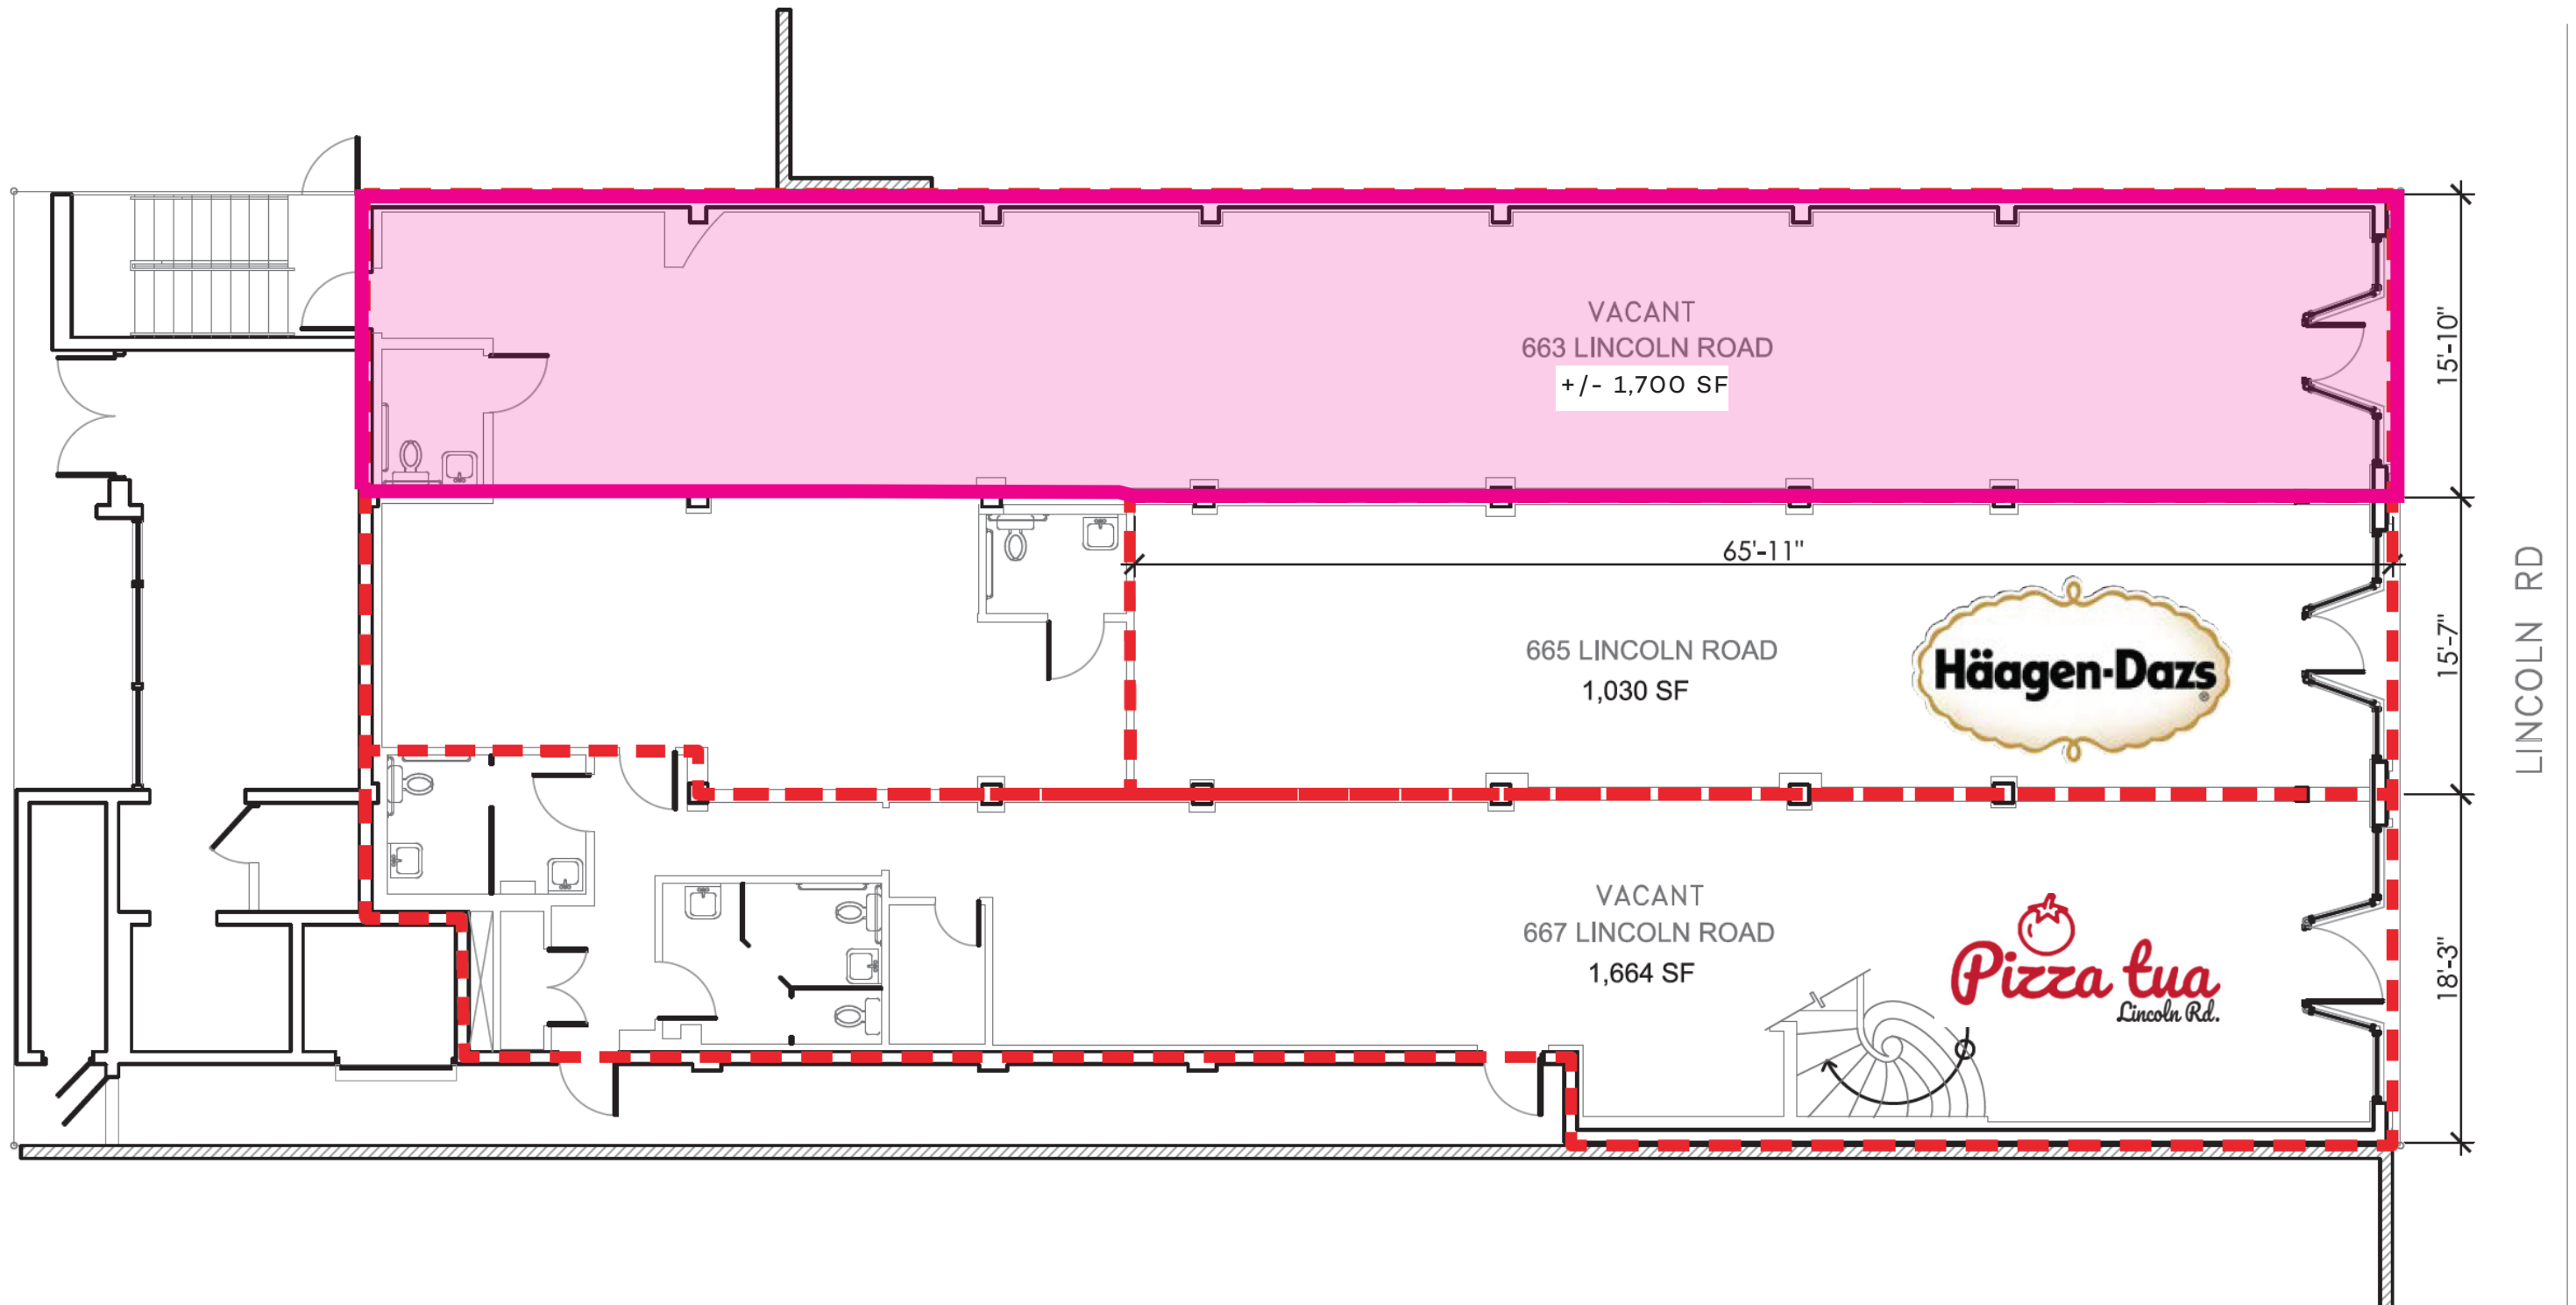 VACANT
663 LINCOLN ROAD
+/- 1,700 SF
15'-10"
65'-11"
665 LINCOLN ROAD
1,030 SF
Häagen-Dazs
®
15'-7"
LINCOLN RD
VACANT
667 LINCOLN ROAD
1,664 SF
Pizza tua
Lincoln Rd.
18'-3"